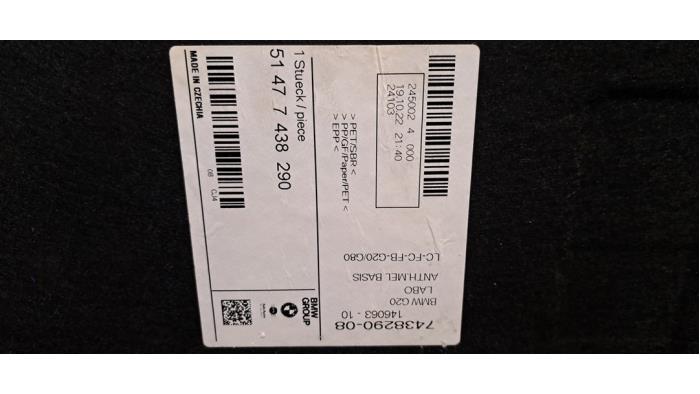 1 Stueck / piece
51 47 7 438 290
MADE IN CZECHIA
08 GJ4
BMW
GROUP
245002 4 000
19.10.22 21:40
24103
> PET/SBR <
> PP/GF/Paper/PET <
> EPP <
7438290-08
146063 - 10
BMW G20
LABO
ANTH.MEL BASIS
LC-FC-FB-G20/G80